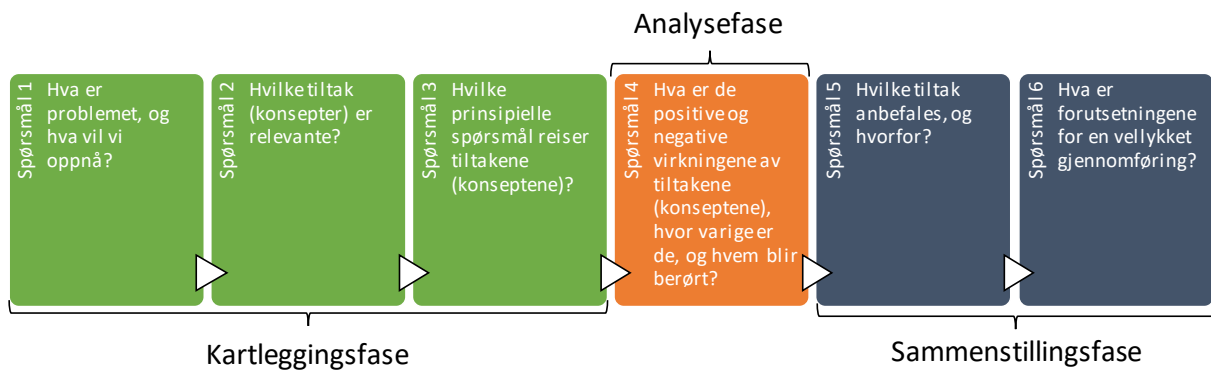 Analysefase
Spørsmål 1
Hva er
problemet, og
hva vil vi
oppnå?
Spørsmål 2
Hvilke tiltak
(konsepter) er
relevante?
Spørsmål 3
Hvilke
prinsipielle
spørsmål reiser
tiltakene
(konseptene)?
Spørsmål 4
Hva er de
positive og
negative
virkningene av
tiltakene
(konseptene),
hvor varige er
de, og hvem blir
berørt?
Spørsmål 5
Hvilke tiltak
anbefales, og
hvorfor?
Spørsmål 6
Hva er
forutsetningene
for en vellykket
gjennomføring?
Kartleggingsfase
Sammenstillingsfase